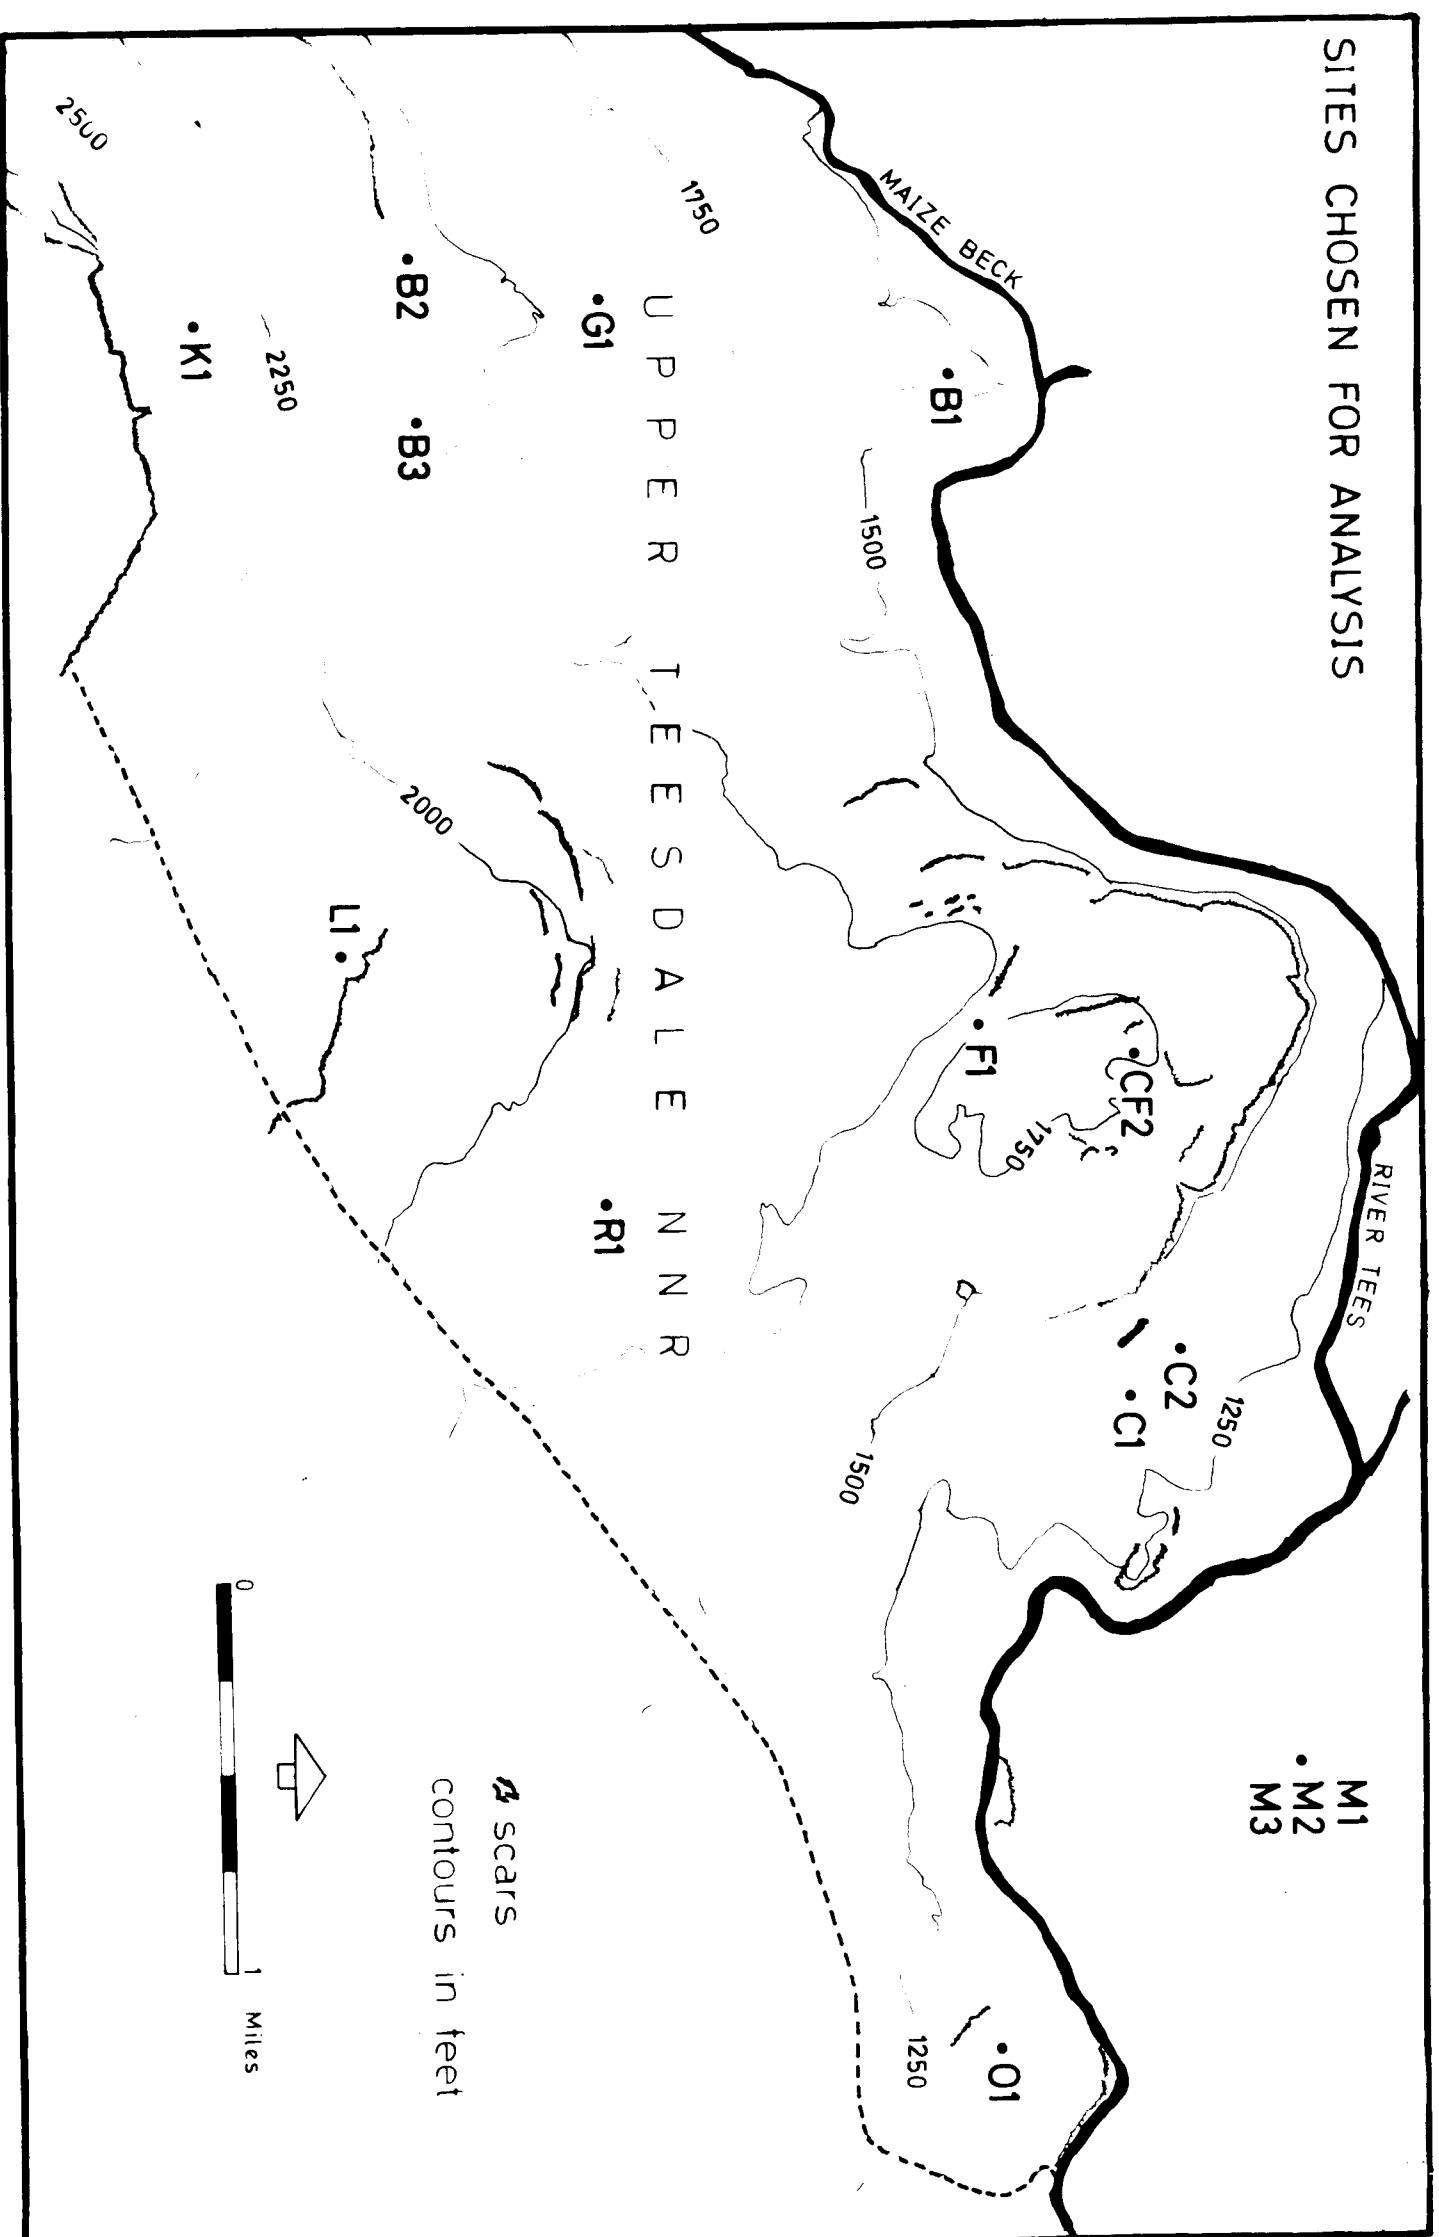 SITES CHOSEN FOR ANALYSIS
MAIZE BECK
RIVER TEES
M1
M2
M3
CF2
C2
C1
1250
B1
F1
1750
O1
1500
1500
1250
1750
UPPER TEESDALE NNR
G1
R1
B2
B3
2000
L1
2250
K1
2500
scars
contours in feet
0
1
Miles